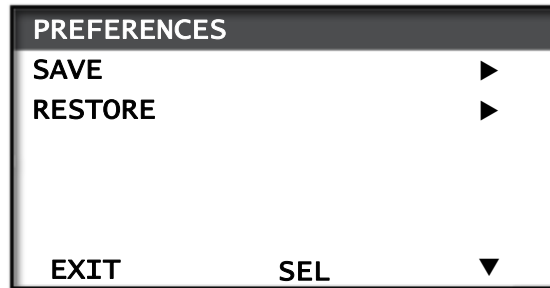 PREFERENCES
SAVE ▶
RESTORE ▶
EXIT SEL ▼